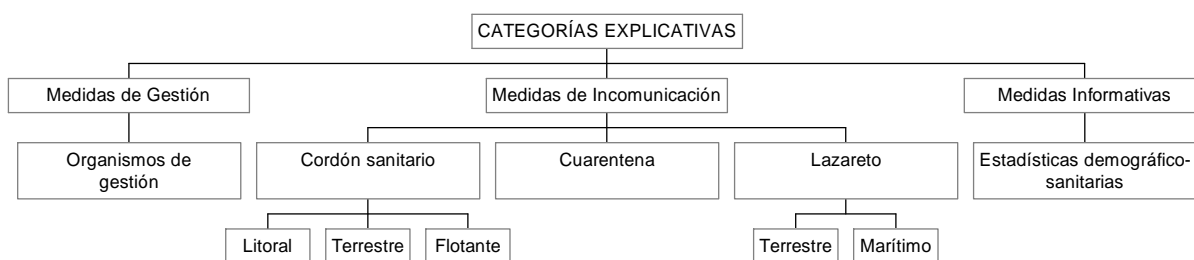 CATEGORÍAS EXPLICATIVAS
Medidas de Gestión
Medidas de Incomunicación
Medidas Informativas
Organismos de
gestión
Cordón sanitario
Cuarentena
Lazareto
Estadísticas demográfico-
sanitarias
Litoral
Terrestre
Flotante
Terrestre
Marítimo